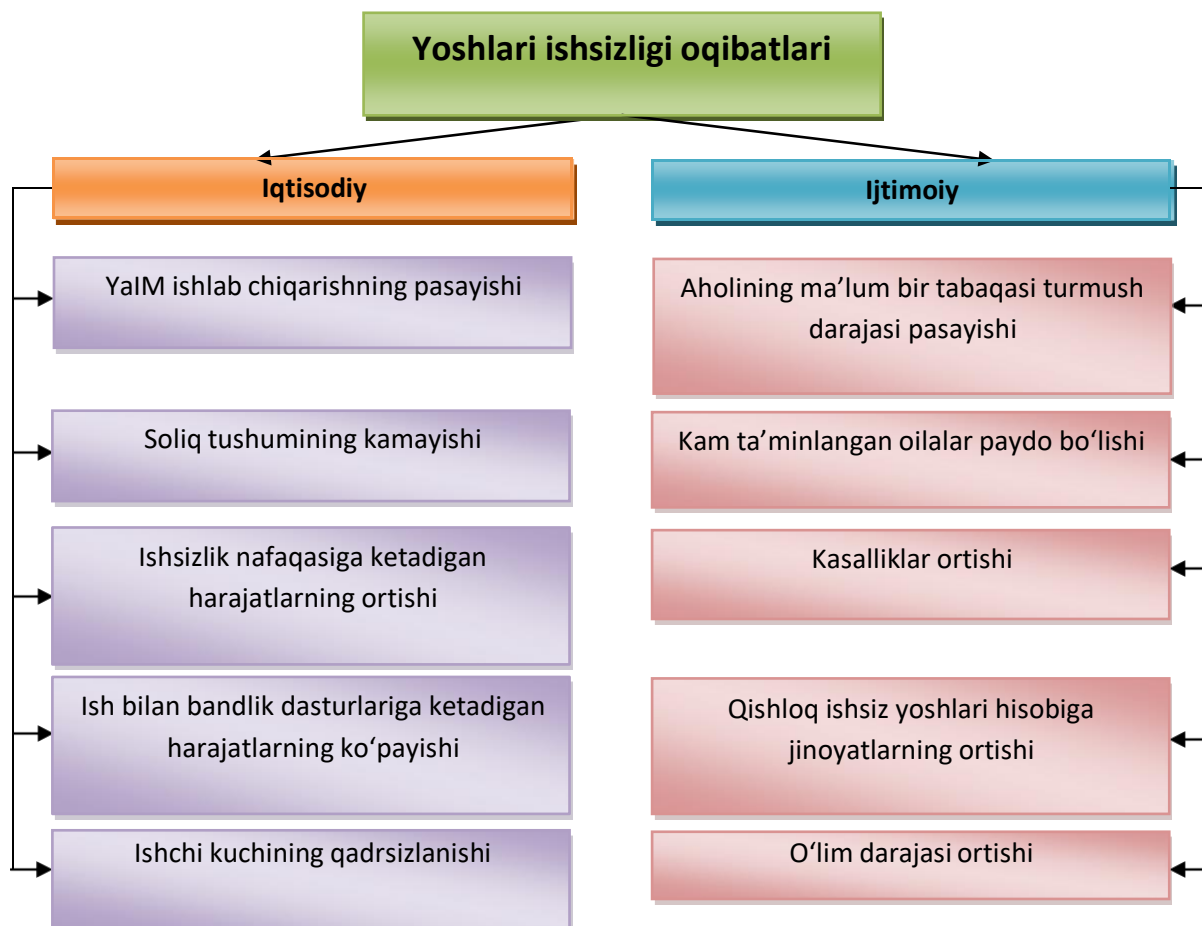 Yoshlari ishsizligi oqibatlari
Iqtisodiy
YaIM ishlab chiqarishning pasayishi
Soliq tushumining kamayishi
Ishsizlik nafaqasiga ketadigan
harajatlarning ortishi
Ish bilan bandlik dasturlariga ketadigan
harajatlarning ko‘payishi
Ishchi kuchining qadrsizlanishi
Ijtimoiy
Aholining ma’lum bir tabaqasi turmush
darajasi pasayishi
Kam ta’minlangan oilalar paydo bo‘lishi
Kasalliklar ortishi
Qishloq ishsiz yoshlari hisobiga
jinoyatlarning ortishi
O‘lim darajasi ortishi